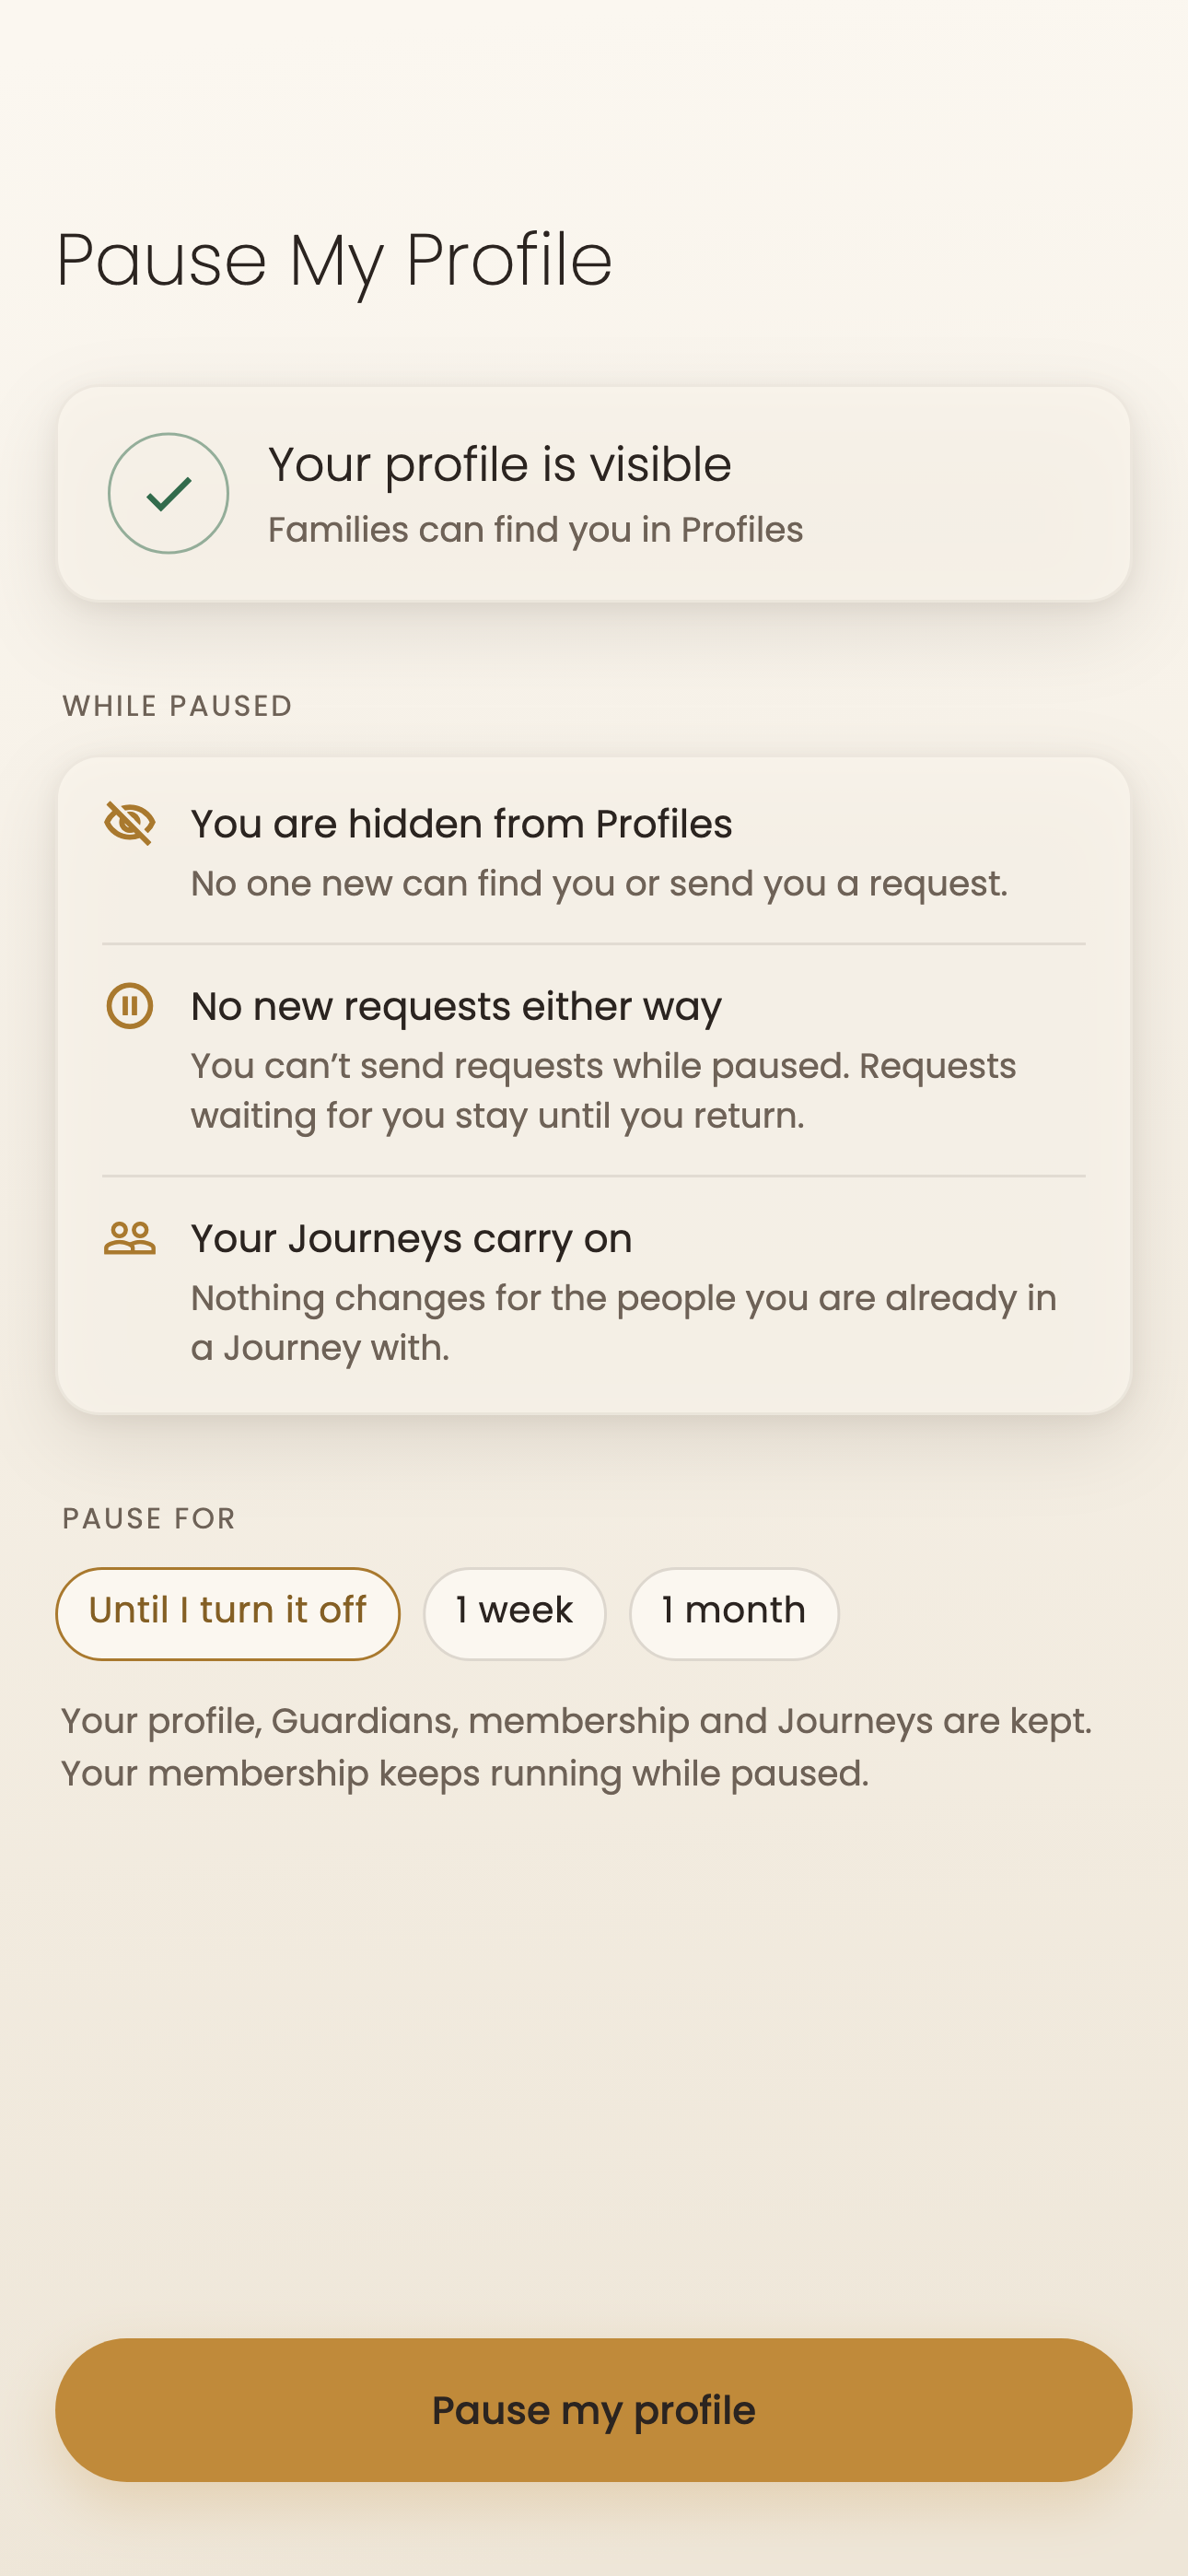 Pause My Profile
Your profile is visible
Families can find you in Profiles
WHILE PAUSED
You are hidden from Profiles
No one new can find you or send you a request.
No new requests either way
You can’t send requests while paused. Requests
waiting for you stay until you return.
Your Journeys carry on
Nothing changes for the people you are already in
a Journey with.
PAUSE FOR
Until I turn it off
1 week
1 month
Your profile, Guardians, membership and Journeys are kept.
Your membership keeps running while paused.
Pause my profile